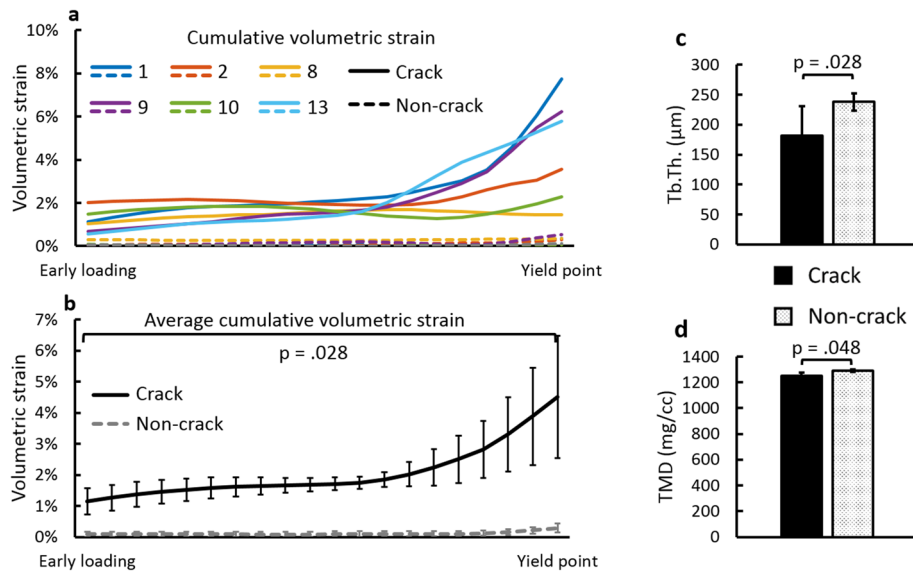 a
Cumulative volumetric strain
1 2 8 Crack
9 10 13 Non-crack
Volumetric strain
10%
8%
6%
4%
2%
0%
Early loading Yield point
b
Average cumulative volumetric strain
p = .028
Crack
Non-crack
Volumetric strain
7%
6%
5%
4%
3%
2%
1%
0%
Early loading Yield point
c
p = .028
Tb.Th. (μm)
300
250
200
150
100
50
0
Crack
Non-crack
d
p = .048
TMD (mg/cc)
1400
1200
1000
800
600
400
200
0